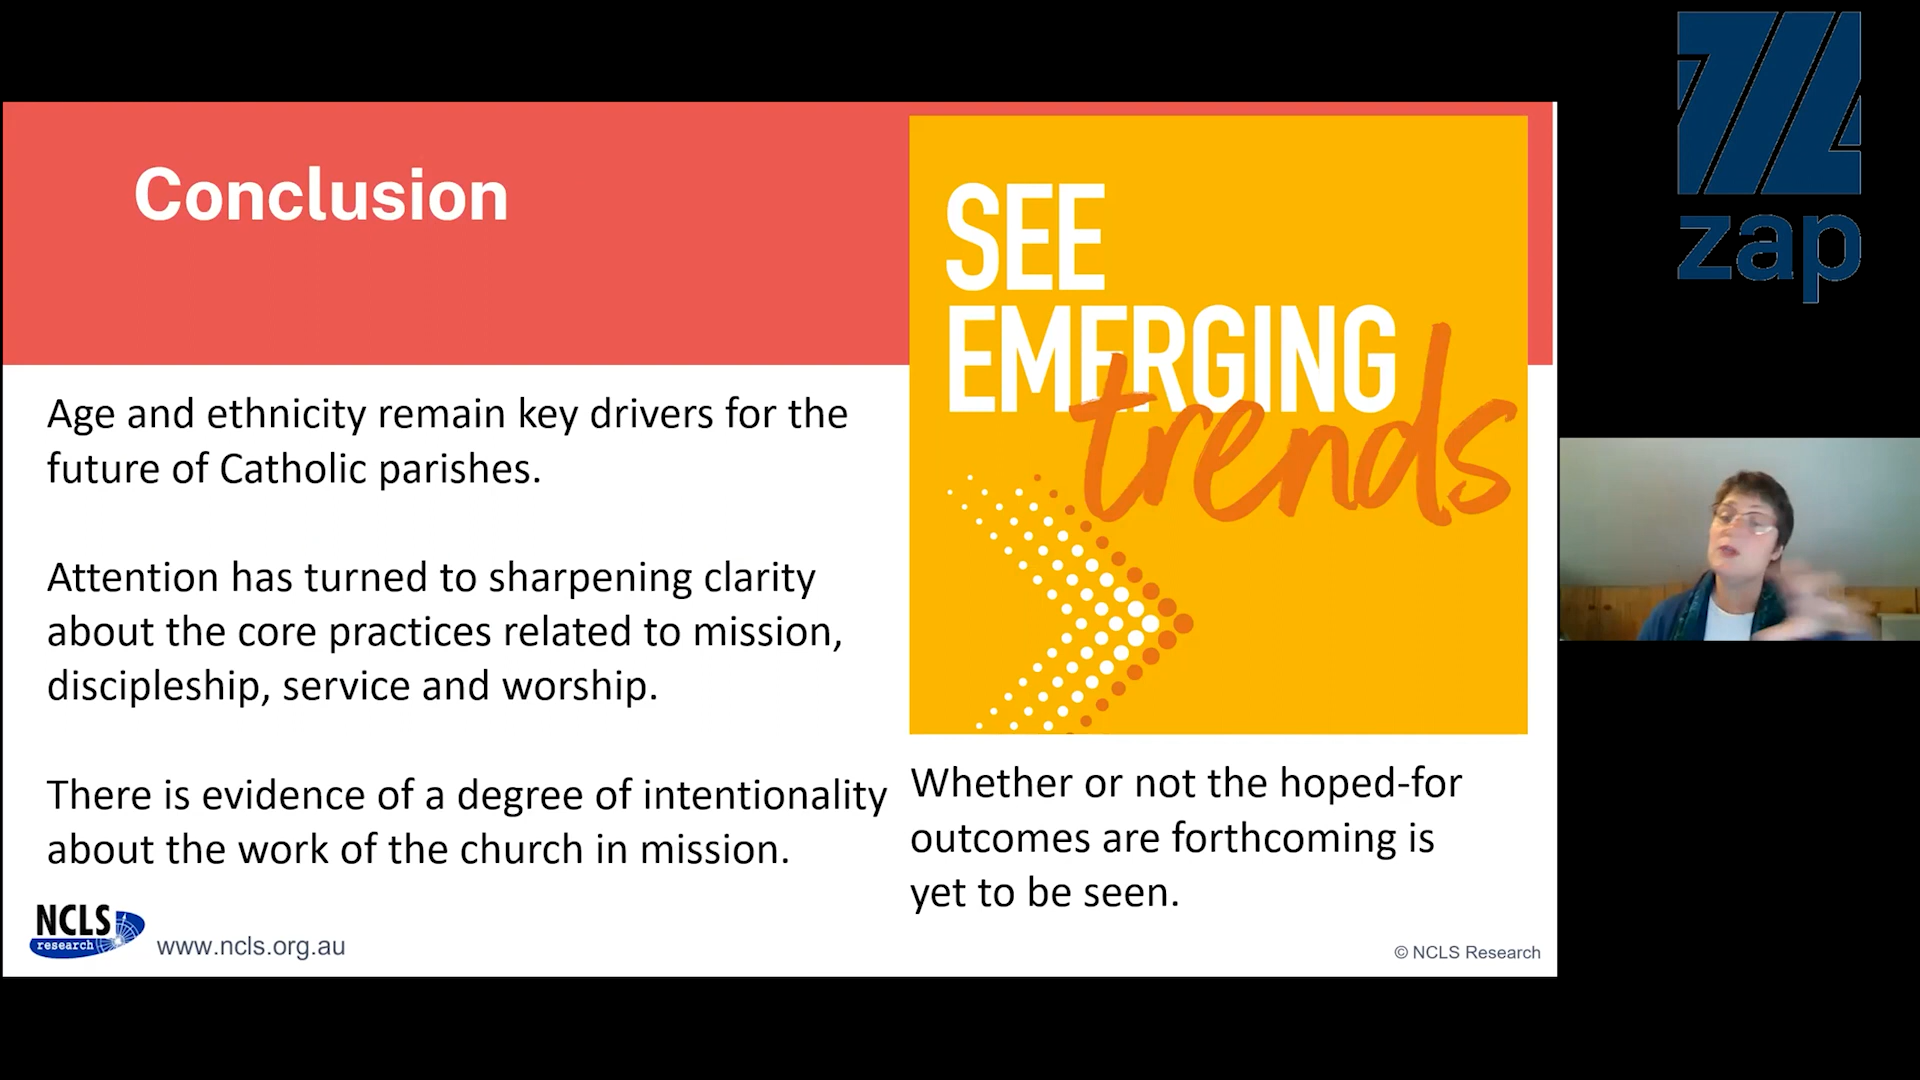 Conclusion
SEE
EMERGING
trends
Age and ethnicity remain key drivers for the
future of Catholic parishes.
Attention has turned to sharpening clarity
about the core practices related to mission,
discipleship, service and worship.
There is evidence of a degree of intentionality
about the work of the church in mission.
Whether or not the hoped-for
outcomes are forthcoming is
yet to be seen.
NCLS
research
www.ncls.org.au
© NCLS Research
zap